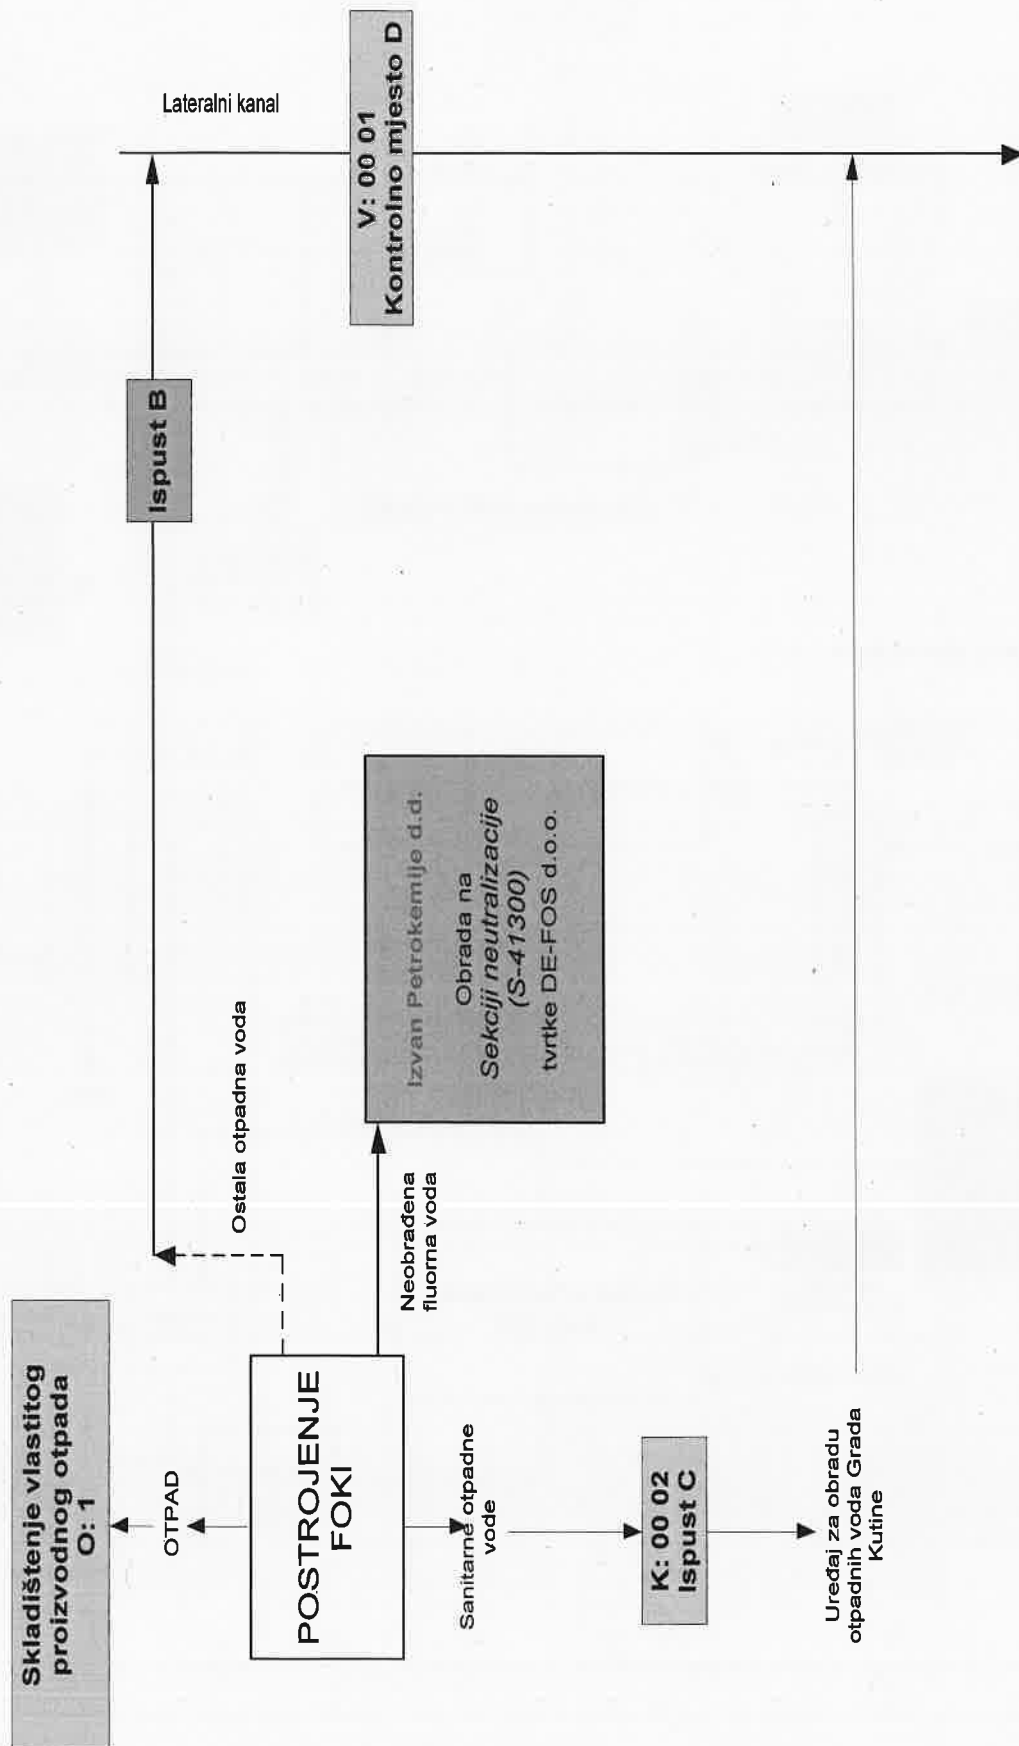 Skladištenje vlastitog
proizvodnog otpada
O: 1
OTPAD
POSTROJENJE
FOKI
Sanitarne otpadne
vode
K: 00 02
Ispust C
Uređaj za obradu
otpadnih voda Grada
Kutine
Ostala otpadna voda
Neobrađena
fluorna voda
Izvan Petrokemije d.d.
Obrada na
Sekciji neutralizacije
(S-41300)
tvrtke DE-FOS d.o.o.
Ispust B
Lateralni kanal
V: 00 01
Kontrolno mjesto D